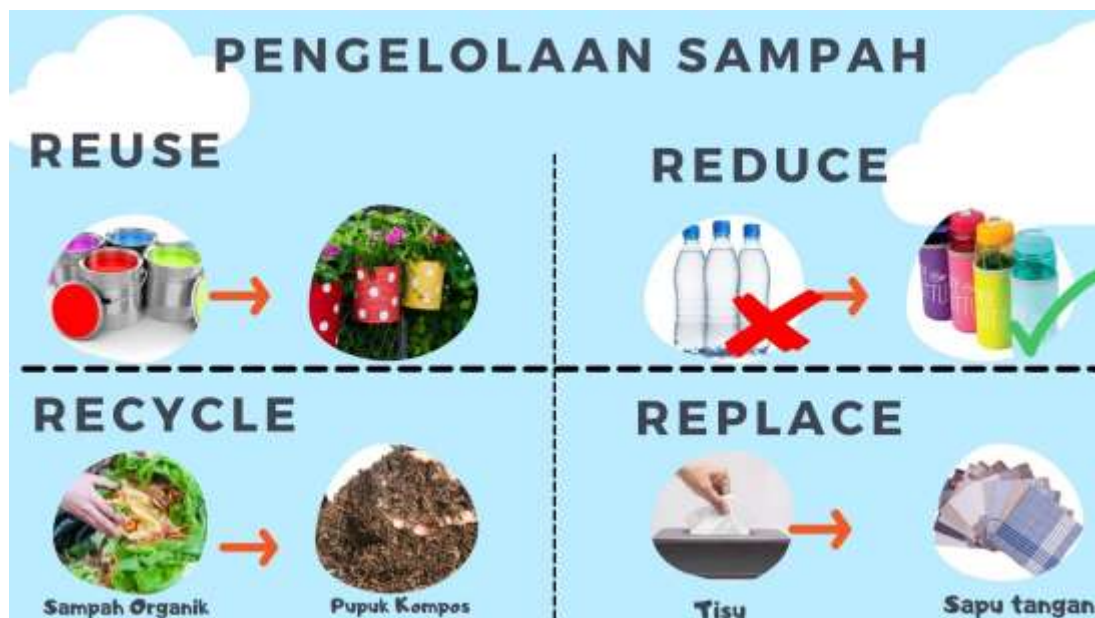 PENGELOLAAN SAMPAH
REUSE
REDUCE
RECYCLE
REPLACE
Sampah Organik
Pupuk Kompos
Tisu
Sapu tangan